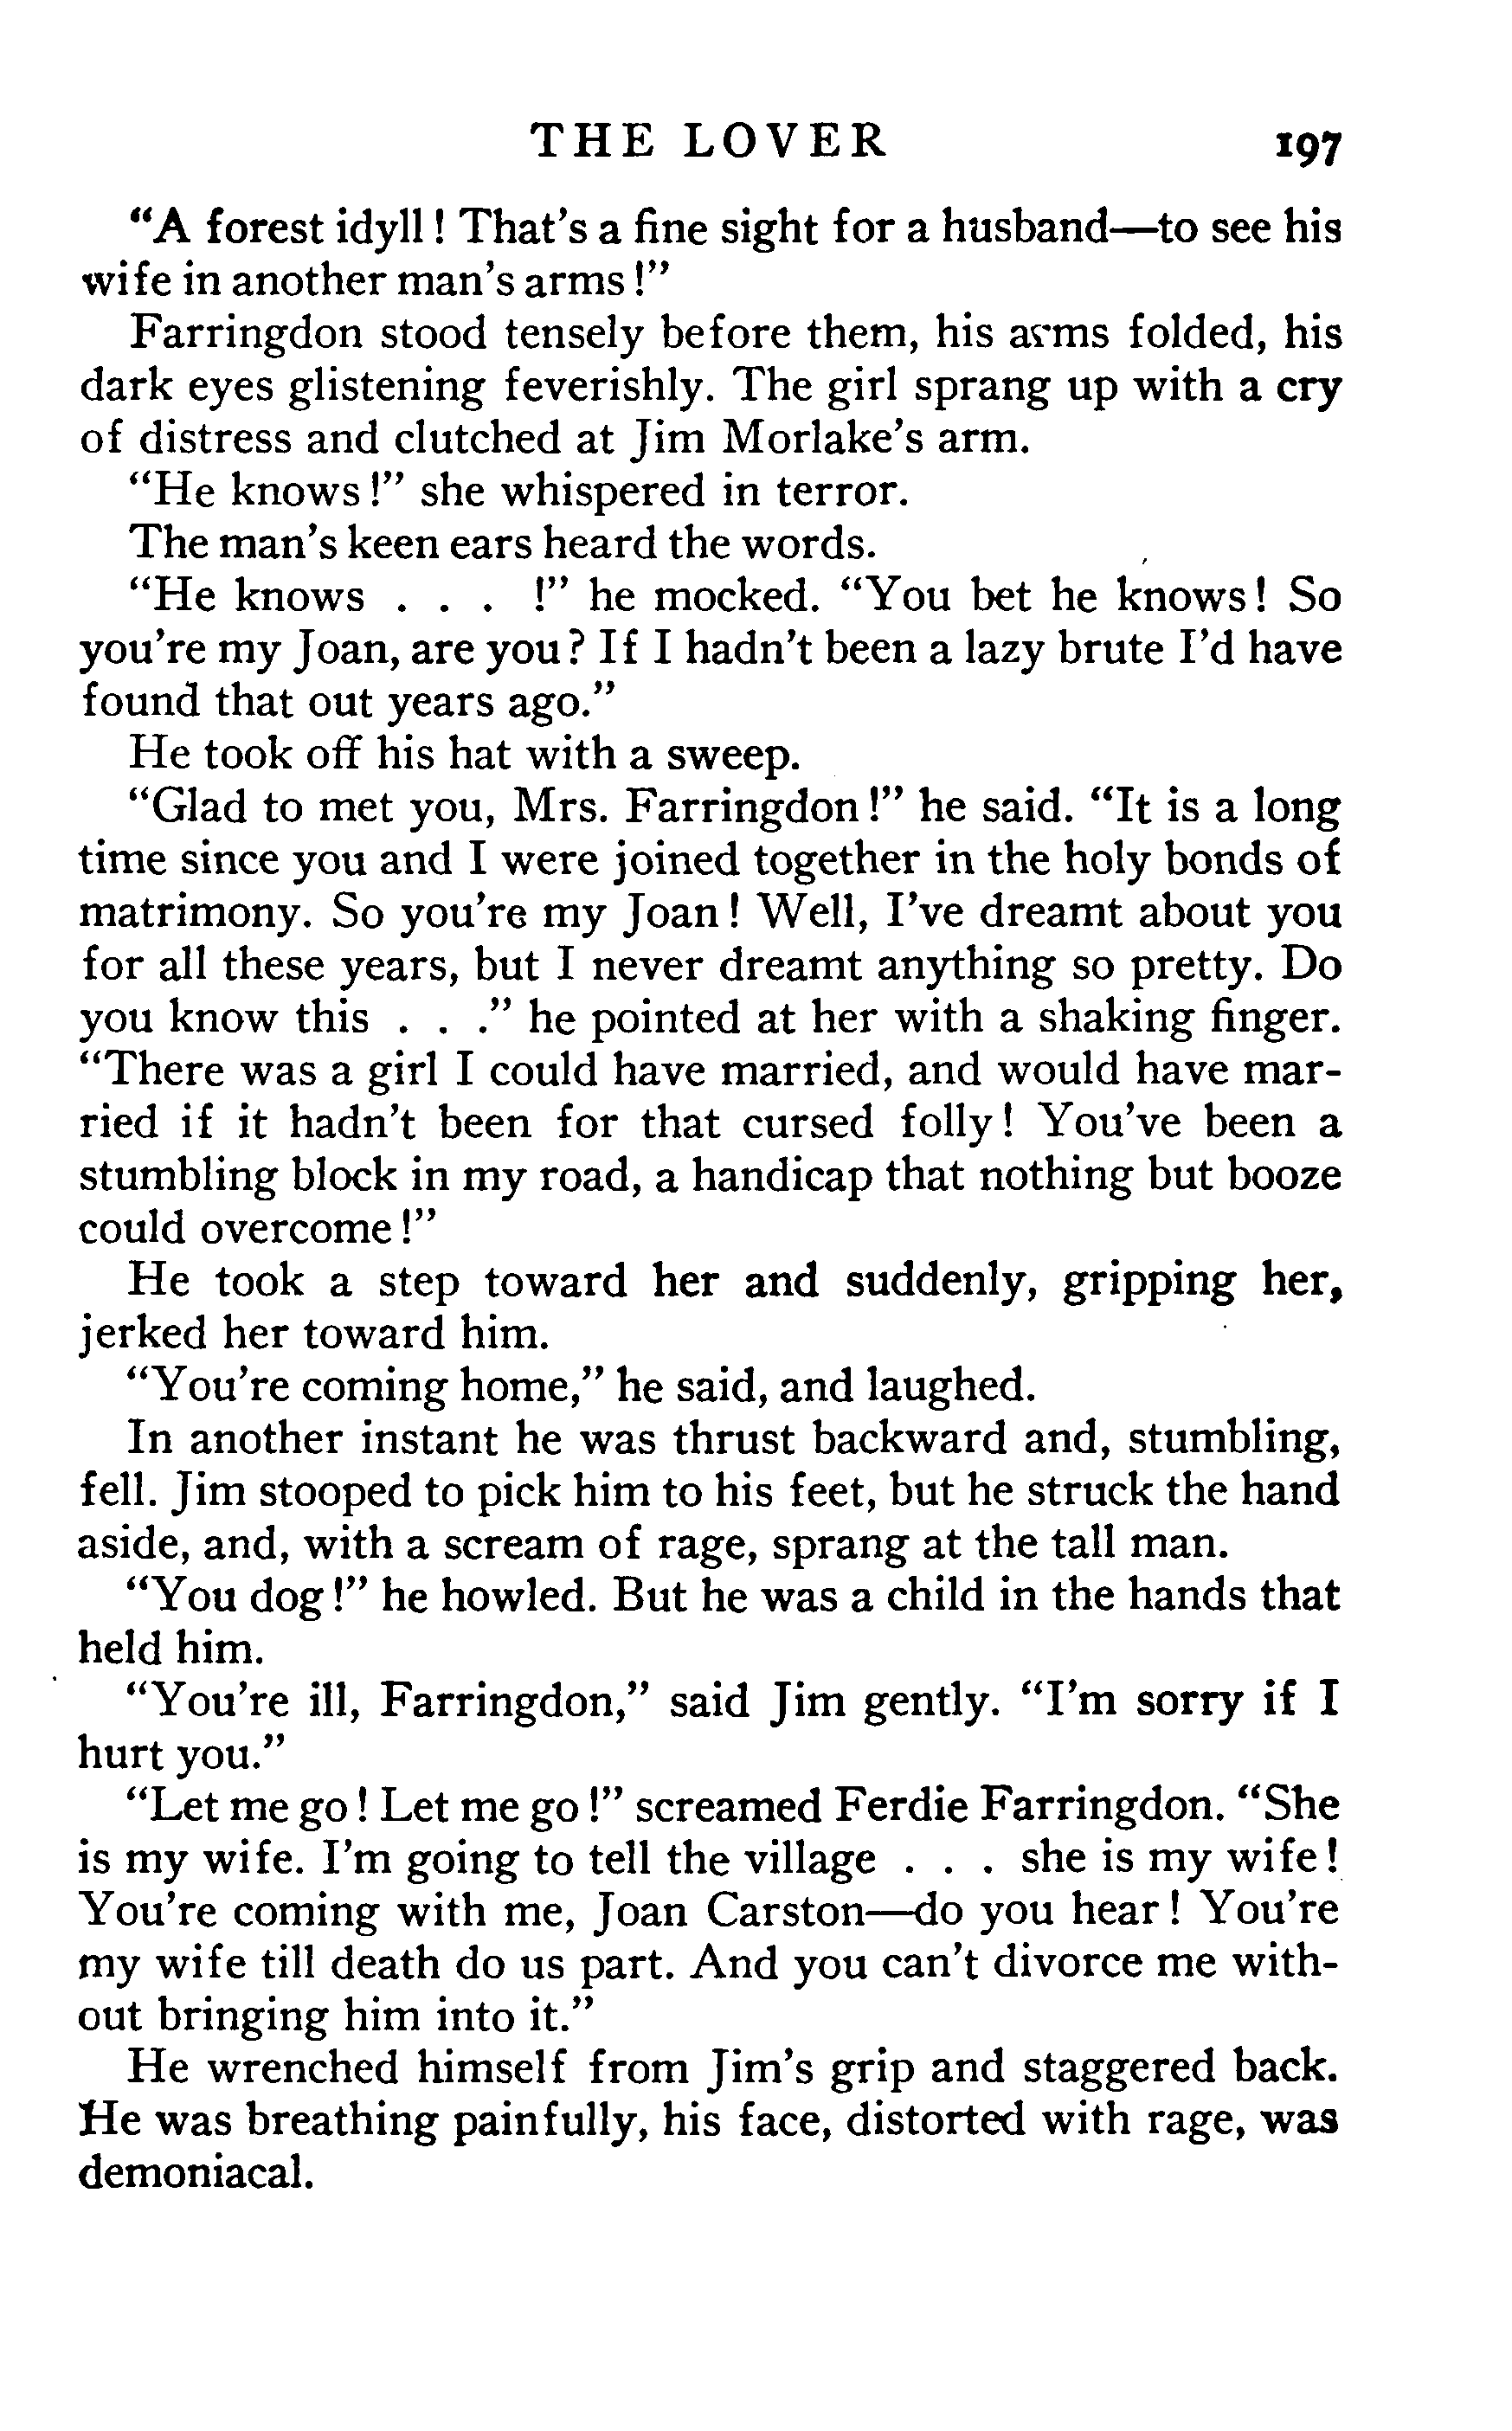 THE LOVER 197
"A forest idyll! That's a fine sight for a husband—to see his
wife in another man's arms!"
Farringdon stood tensely before them, his arms folded, his
dark eyes glistening feverishly. The girl sprang up with a cry
of distress and clutched at Jim Morlake's arm.
"He knows!" she whispered in terror.
The man's keen ears heard the words.
"He knows . . . !" he mocked. "You bet he knows! So
you're my Joan, are you? If I hadn't been a lazy brute I'd have
found that out years ago."
He took off his hat with a sweep.
"Glad to met you, Mrs. Farringdon!" he said. "It is a long
time since you and I were joined together in the holy bonds of
matrimony. So you're my Joan! Well, I've dreamt about you
for all these years, but I never dreamt anything so pretty. Do
you know this . . ." he pointed at her with a shaking finger.
"There was a girl I could have married, and would have mar-
ried if it hadn't been for that cursed folly! You've been a
stumbling block in my road, a handicap that nothing but booze
could overcome!"
He took a step toward her and suddenly, gripping her,
jerked her toward him.
"You're coming home," he said, and laughed.
In another instant he was thrust backward and, stumbling,
fell. Jim stooped to pick him to his feet, but he struck the hand
aside, and, with a scream of rage, sprang at the tall man.
"You dog!" he howled. But he was a child in the hands that
held him.
"You're ill, Farringdon," said Jim gently. "I'm sorry if I
hurt you."
"Let me go! Let me go!" screamed Ferdie Farringdon. "She
is my wife. I'm going to tell the village . . . she is my wife!
You're coming with me, Joan Carston—do you hear! You're
my wife till death do us part. And you can't divorce me with-
out bringing him into it."
He wrenched himself from Jim's grip and staggered back.
He was breathing painfully, his face, distorted with rage, was
demoniacal.